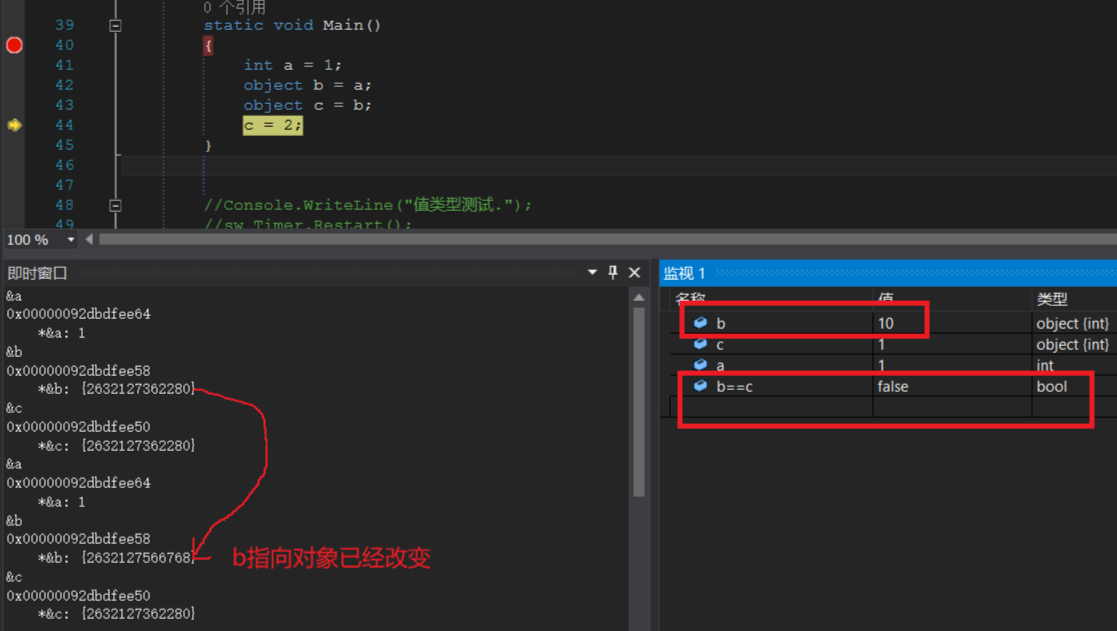 0 个引用
39 static void Main()
40 {
41 int a = 1;
42 object b = a;
43 object c = b;
44 c = 2;
45 }
46
47
48 //Console.WriteLine("值类型测试.");
49 //sw_Timer.Restart();
100 %
即时窗口
&a
0x00000092dbdfee64
*&a: 1
&b
0x00000092dbdfee58
*&b: {2632127362280}
&c
0x00000092dbdfee50
*&c: {2632127362280}
&a
0x00000092dbdfee64
*&a: 1
&b
0x00000092dbdfee58
*&b: {2632127566768}
b指向对象已经改变
&c
0x00000092dbdfee50
*&c: {2632127362280}
监视 1
名称 值 类型
b 10 object {int}
c 1 object {int}
a 1 int
b==c false bool